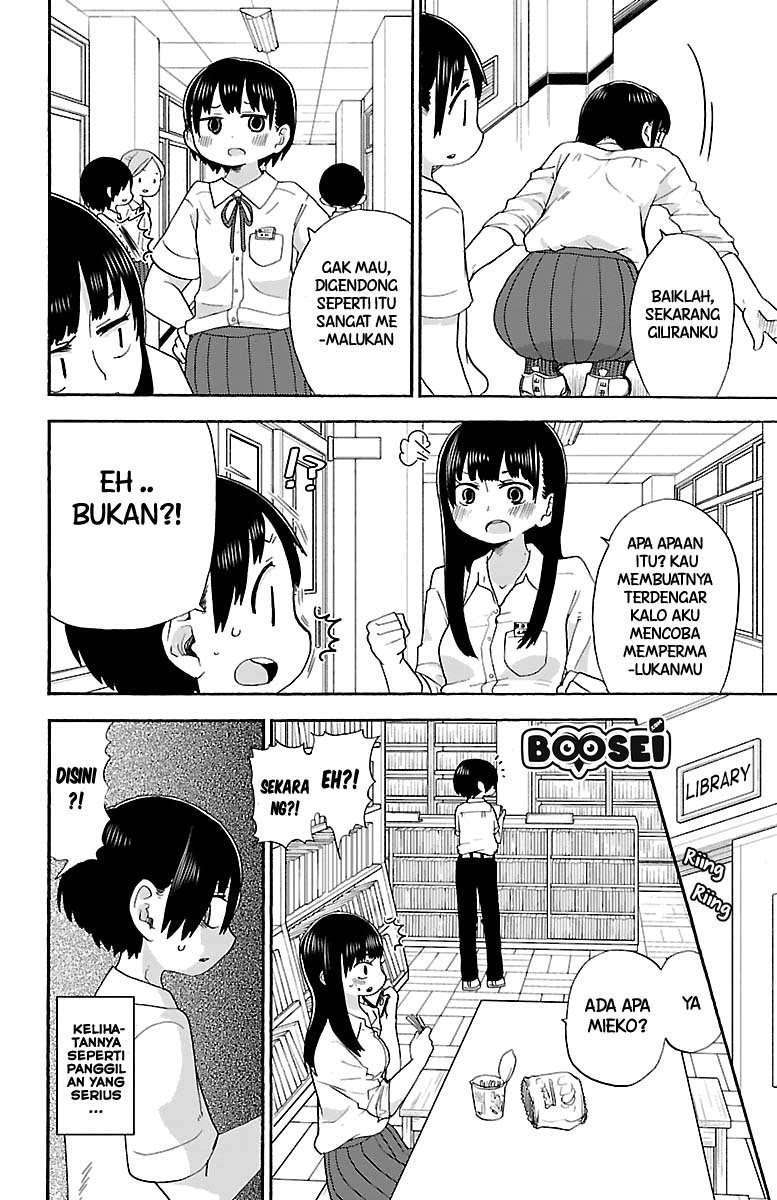 BAIKLAH,
SEKARANG
GILIRANKU
GAK MAU,
DIGENDONG
SEPERTI ITU
SANGAT ME
-MALUKAN
APA APAAN
ITU? KAU
MEMBUATNYA
TERDENGAR
KALO AKU
MENCOBA
MEMPERMA
-LUKANMU
!?
EH ..
BUKAN?!
BOOSEI
.COM
LIBRARY
Riing
Riing
YA
ADA APA
MIEKO?
EH?!
SEKARA
NG?!
DISINI
?!
KELIHA-
TANNYA
SEPERTI
PANGGIL
AN YANG
SERIUS
...